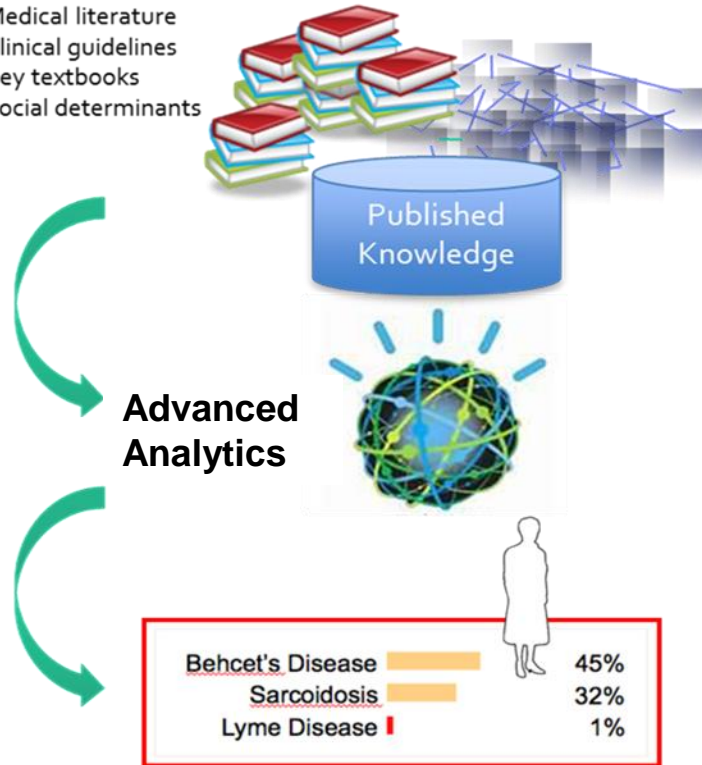 Medical literature
linical guidelines
ey textbooks
ocial determinants
Published
Knowledge
Advanced
Analytics
Behcet's Disease 45%
Sarcoidosis 32%
Lyme Disease 1%